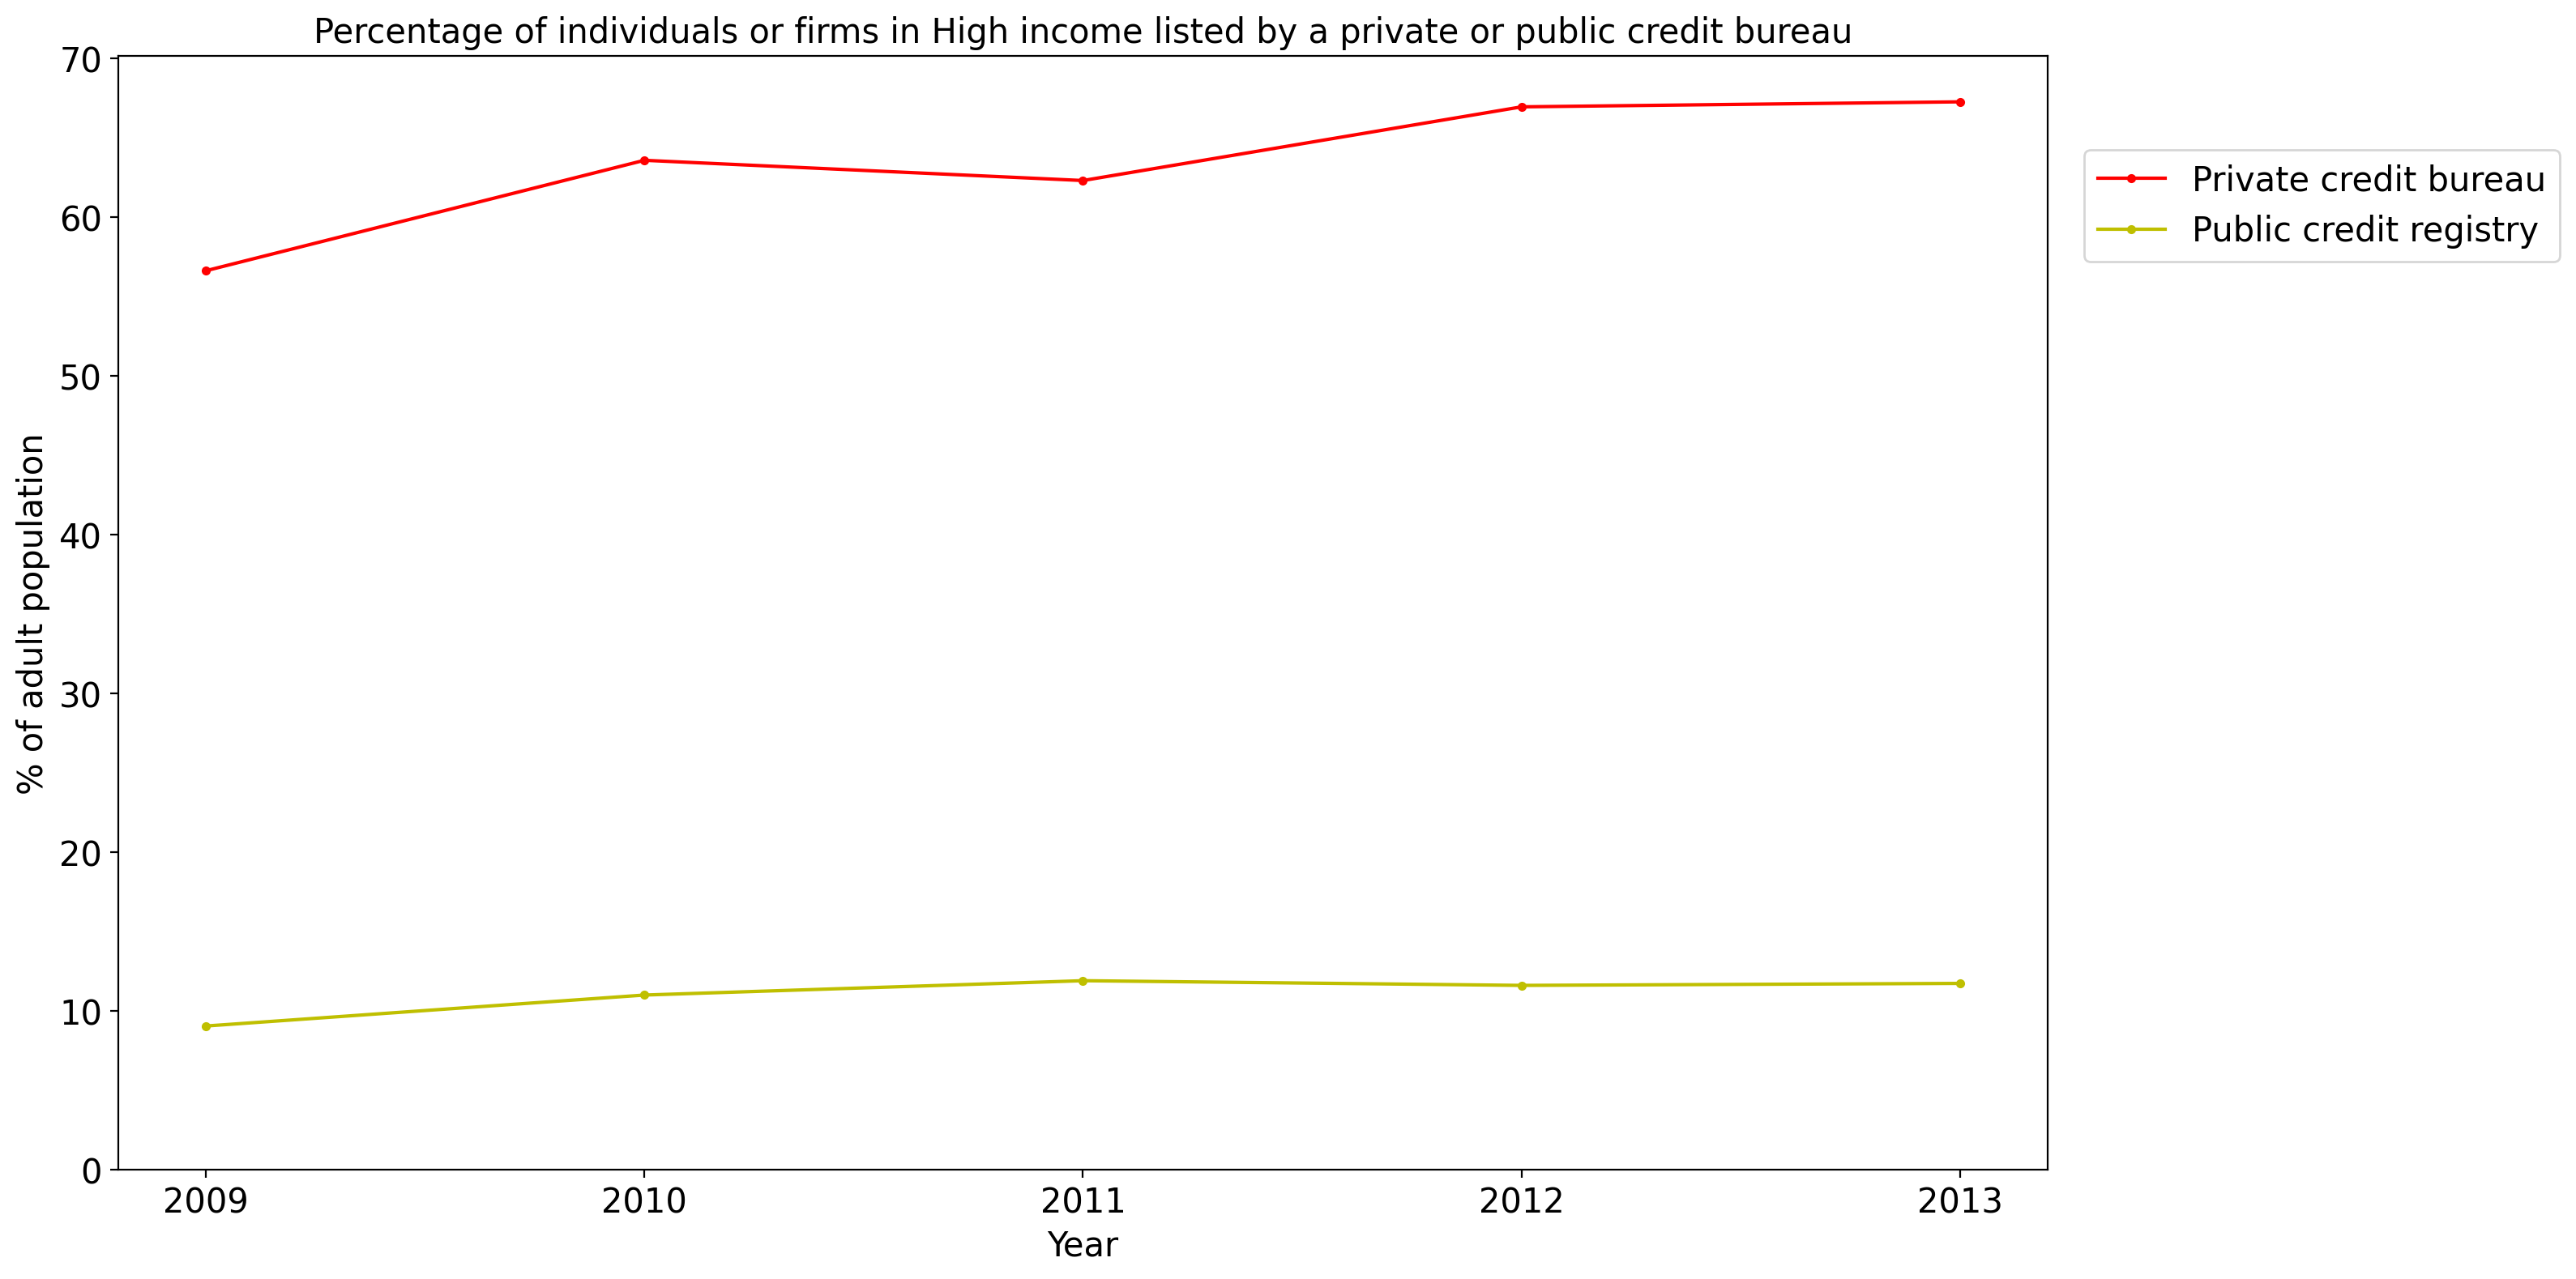 Percentage of individuals or firms in High income listed by a private or public credit bureau
70
60
50
40
30
20
10
0
% of adult population
2009 2010 2011 2012 2013
Year
Private credit bureau
Public credit registry